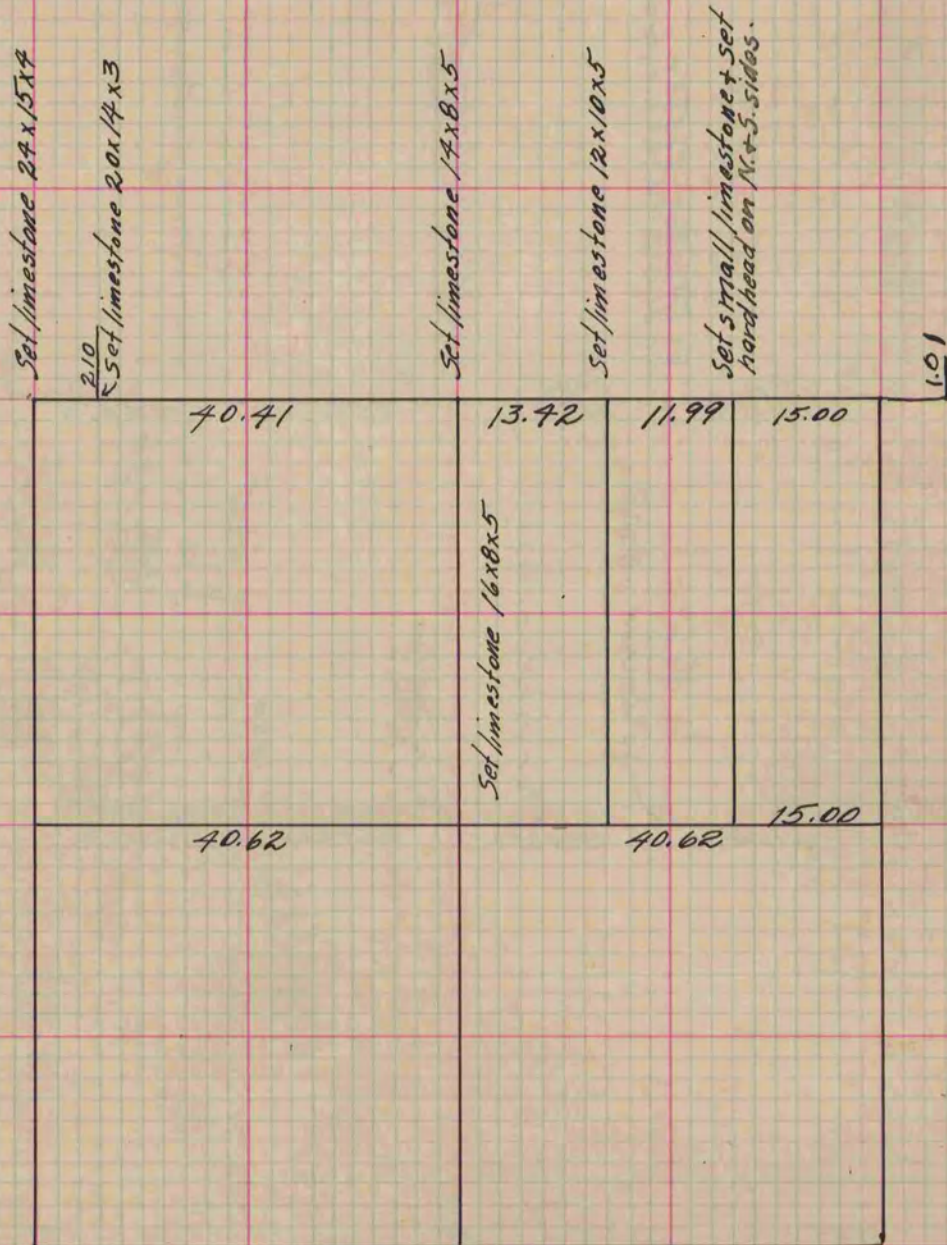 Set limestone 24x15x4
210
Set limestone 20x14x3
Set limestone 14x8x5
Set limestone 12x10x5
Set small limestone & set
hard head on N. & S. sides.
1.01
40.41
13.42
11.99
15.00
Set limestone 16x8x5
40.62
40.62
15.00